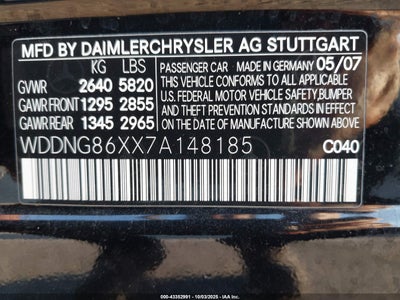 MFD BY DAIMLERCHRYSLER AG STUTTGART
KG LBS
GVWR 2640 5820
GAWR FRONT 1295 2855
GAWR REAR 1345 2965
PASSENGER CAR MADE IN GERMANY 05/07
THIS VEHICLE CONFORMS TO ALL APPLICABLE
U.S. FEDERAL MOTOR VEHICLE SAFETY, BUMPER
AND THEFT PREVENTION STANDARDS IN EFFECT
ON THE DATE OF MANUFACTURE SHOWN ABOVE
WDDNG86XX7A148185 C040
000-43352991 - 10/03/2025 - IAA